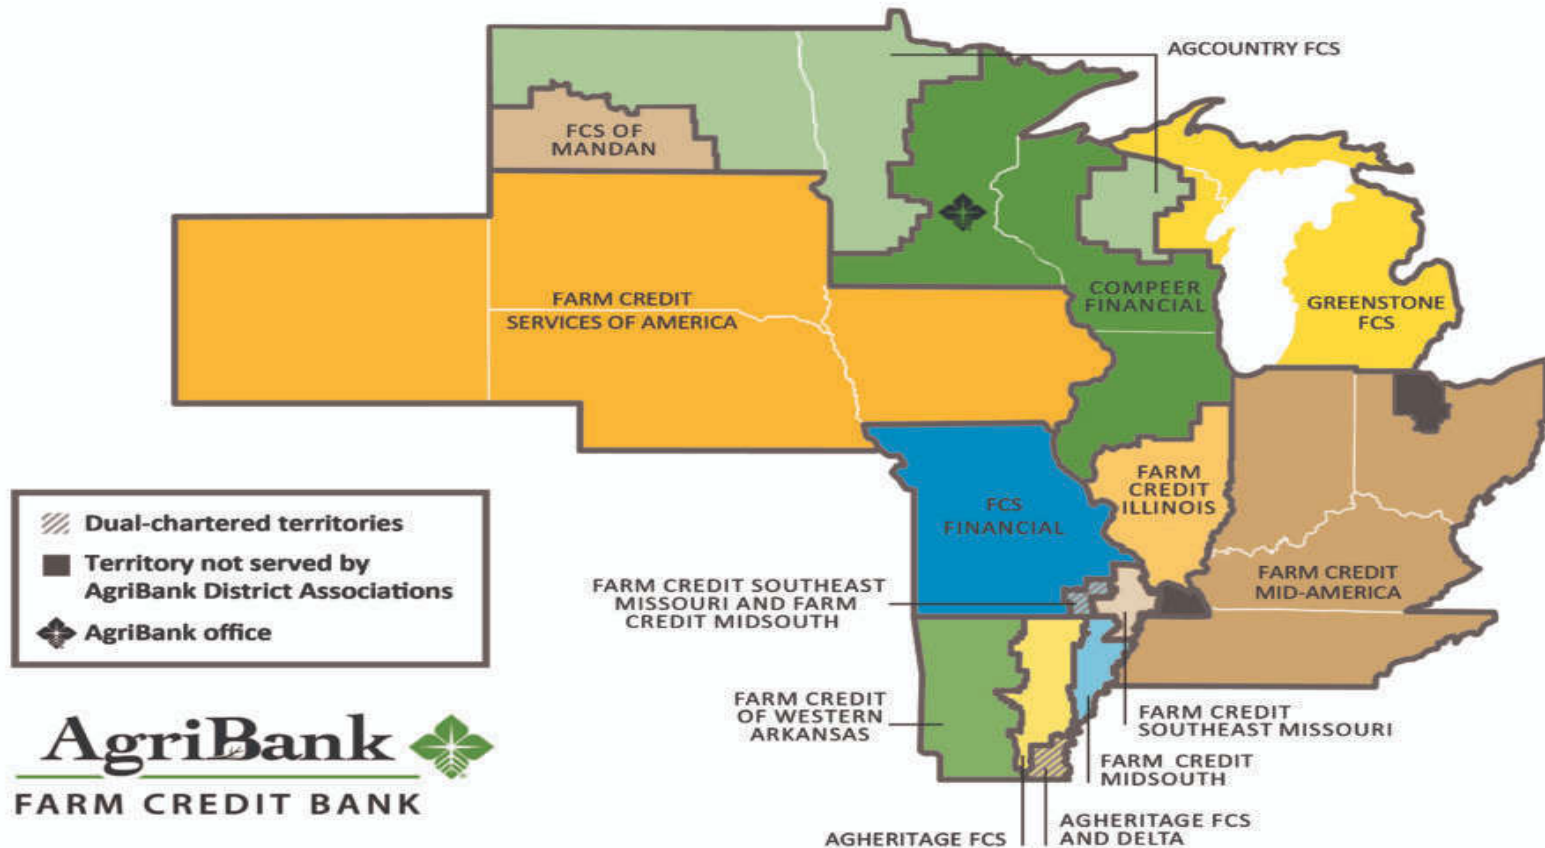 AGCOUNTRY FCS
FCS OF
MANDAN
FARM CREDIT
SERVICES OF AMERICA
COMPEER
FINANCIAL
GREENSTONE
FCS
FARM
CREDIT
ILLINOIS
FCS
FINANCIAL
FARM CREDIT
MID-AMERICA
FARM CREDIT SOUTHEAST
MISSOURI AND FARM
CREDIT MIDSOUTH
FARM CREDIT
OF WESTERN
ARKANSAS
FARM CREDIT
SOUTHEAST MISSOURI
FARM CREDIT
MIDSOUTH
AGHERITAGE FCS
AGHERITAGE FCS
AND DELTA
Dual-chartered territories
Territory not served by
AgriBank District Associations
AgriBank office
AgriBank
FARM CREDIT BANK